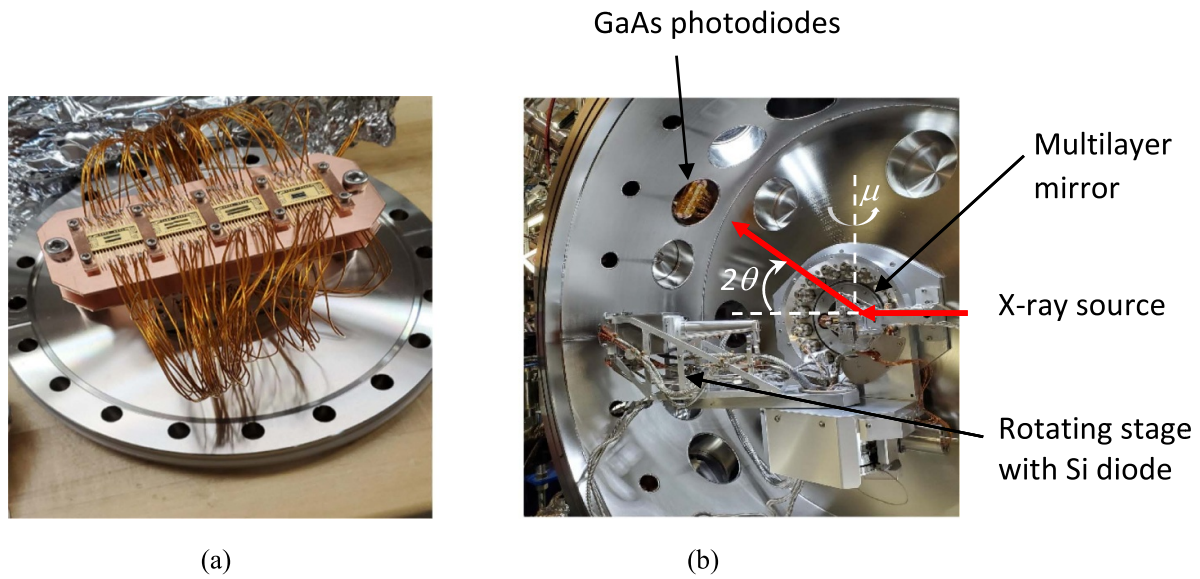 GaAs photodiodes
Multilayer
mirror
μ
2θ
X-ray source
Rotating stage
with Si diode
(a)
(b)